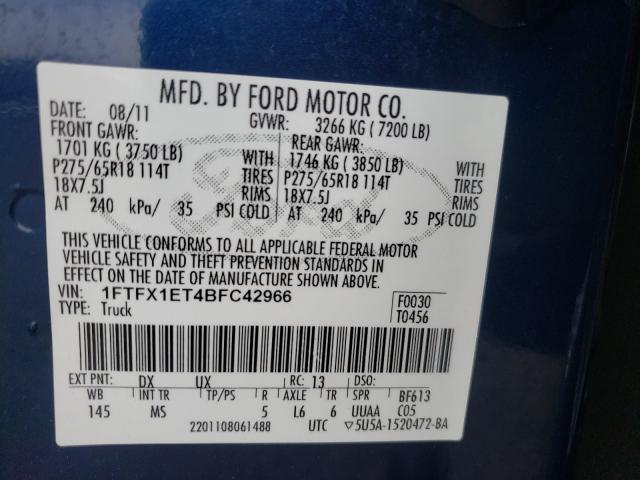 MFD. BY FORD MOTOR CO.
DATE: 08/11 GVWR: 3266 KG ( 7200 LB)
FRONT GAWR: REAR GAWR:
1701 KG ( 3750 LB) WITH 1746 KG ( 3850 LB) WITH
P275/65R18 114T TIRES P275/65R18 114T TIRES
18X7.5J RIMS 18X7.5J RIMS
AT 240 kPa/ 35 PSI COLD AT 240 kPa/ 35 PSI COLD
Ford
THIS VEHICLE CONFORMS TO ALL APPLICABLE FEDERAL MOTOR
VEHICLE SAFETY AND THEFT PREVENTION STANDARDS IN
EFFECT ON THE DATE OF MANUFACTURE SHOWN ABOVE.
VIN: 1FTFX1ET4BFC42966 F0030
TYPE: Truck T0456
EXT PNT: DX UX RC: 13 DSO:
WB INT TR TP/PS R AXLE TR SPR BF613
145 MS 5 L6 6 UUAA C05
2201108061488 UTC ▽5U5A-1520472-BA